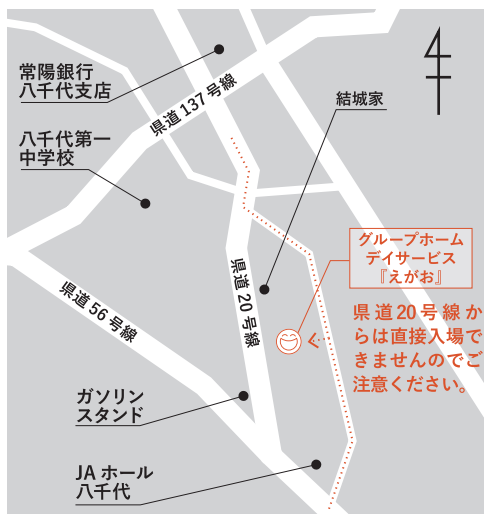 常陽銀行
八千代支店
県道137号線
結城家
八千代第一
中学校
グループホーム
デイサービス
『えがお』
県道20号線
県道20号線か
らは直接入場で
きませんのでご
注意ください。
県道56号線
ガソリン
スタンド
JAホール
八千代